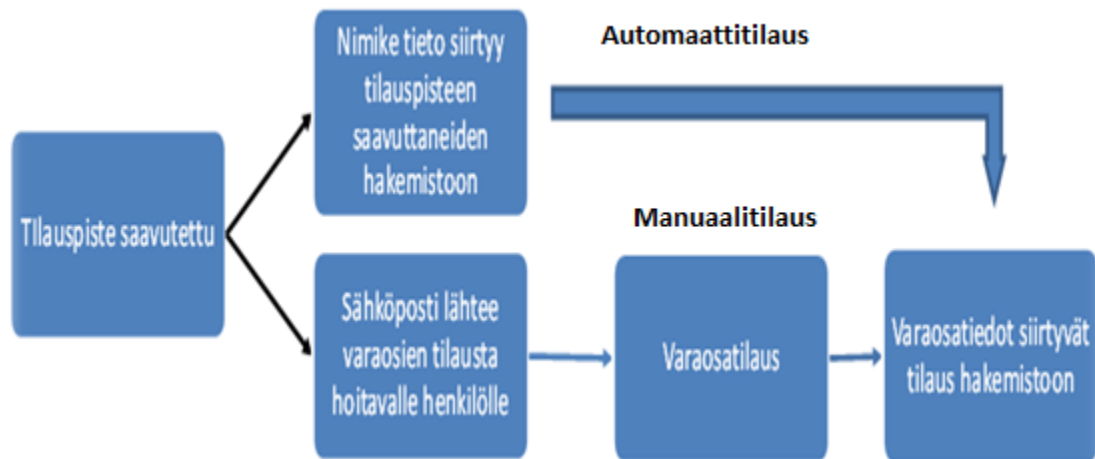 Nimike tieto siirtyy
tilauspisteen
saavuttaneiden
hakemistoon
Automaattitilaus
TIlauspiste saavutettu
Manuaalitilaus
Sähköposti lähtee
varaosien tilausta
hoitavalle henkilölle
Varaosatilaus
Varaosatiedot siirtyvät
tilaus hakemistoon